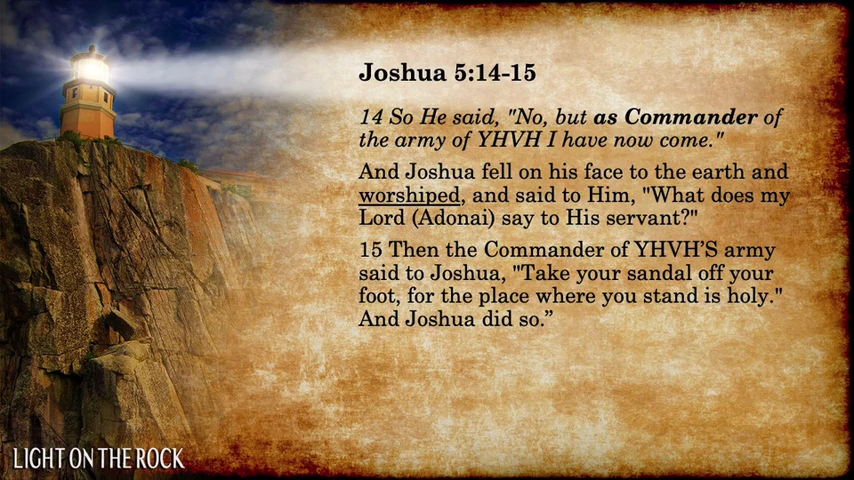 Joshua 5:14-15
14 So He said, "No, but as Commander of
the army of YHVH I have now come."
And Joshua fell on his face to the earth and
worshiped, and said to Him, "What does my
Lord (Adonai) say to His servant?"
15 Then the Commander of YHVH’S army
said to Joshua, "Take your sandal off your
foot, for the place where you stand is holy."
And Joshua did so.”
LIGHT ON THE ROCK